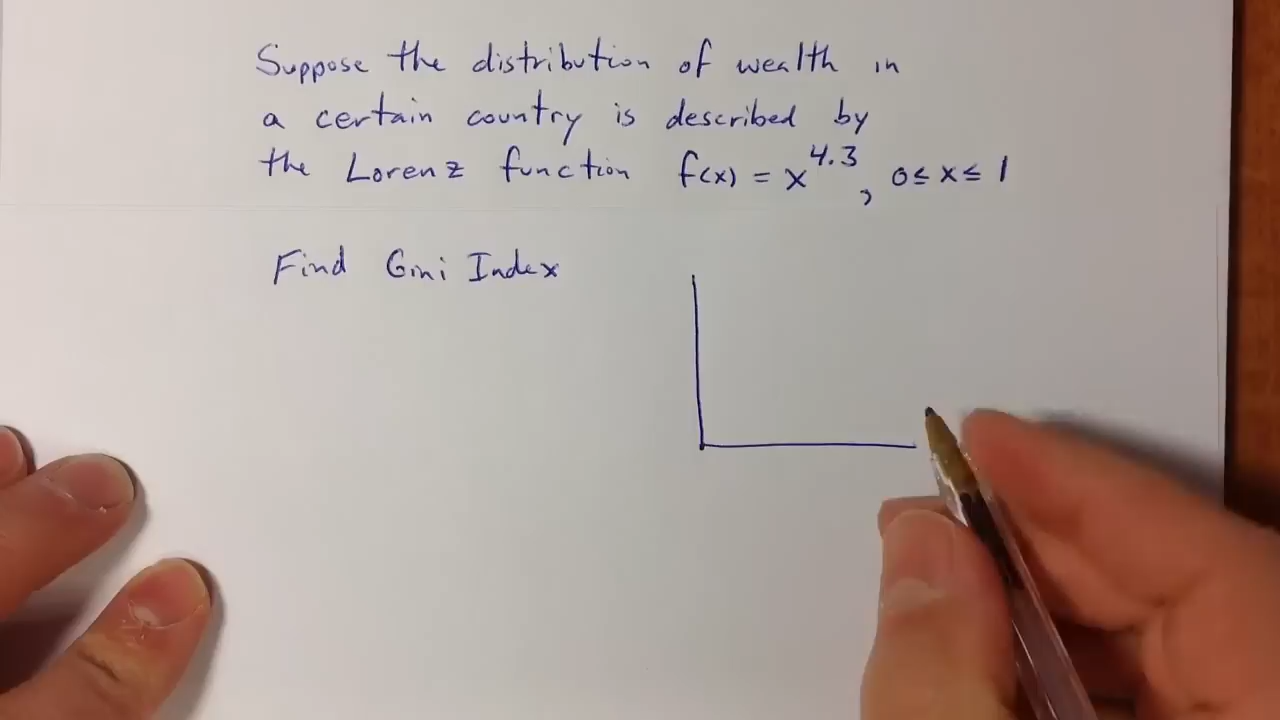 Suppose the distribution of wealth in
a certain country is described by
the Lorenz function f(x) = x^4.3, 0 ≤ x ≤ 1
Find Gini Index